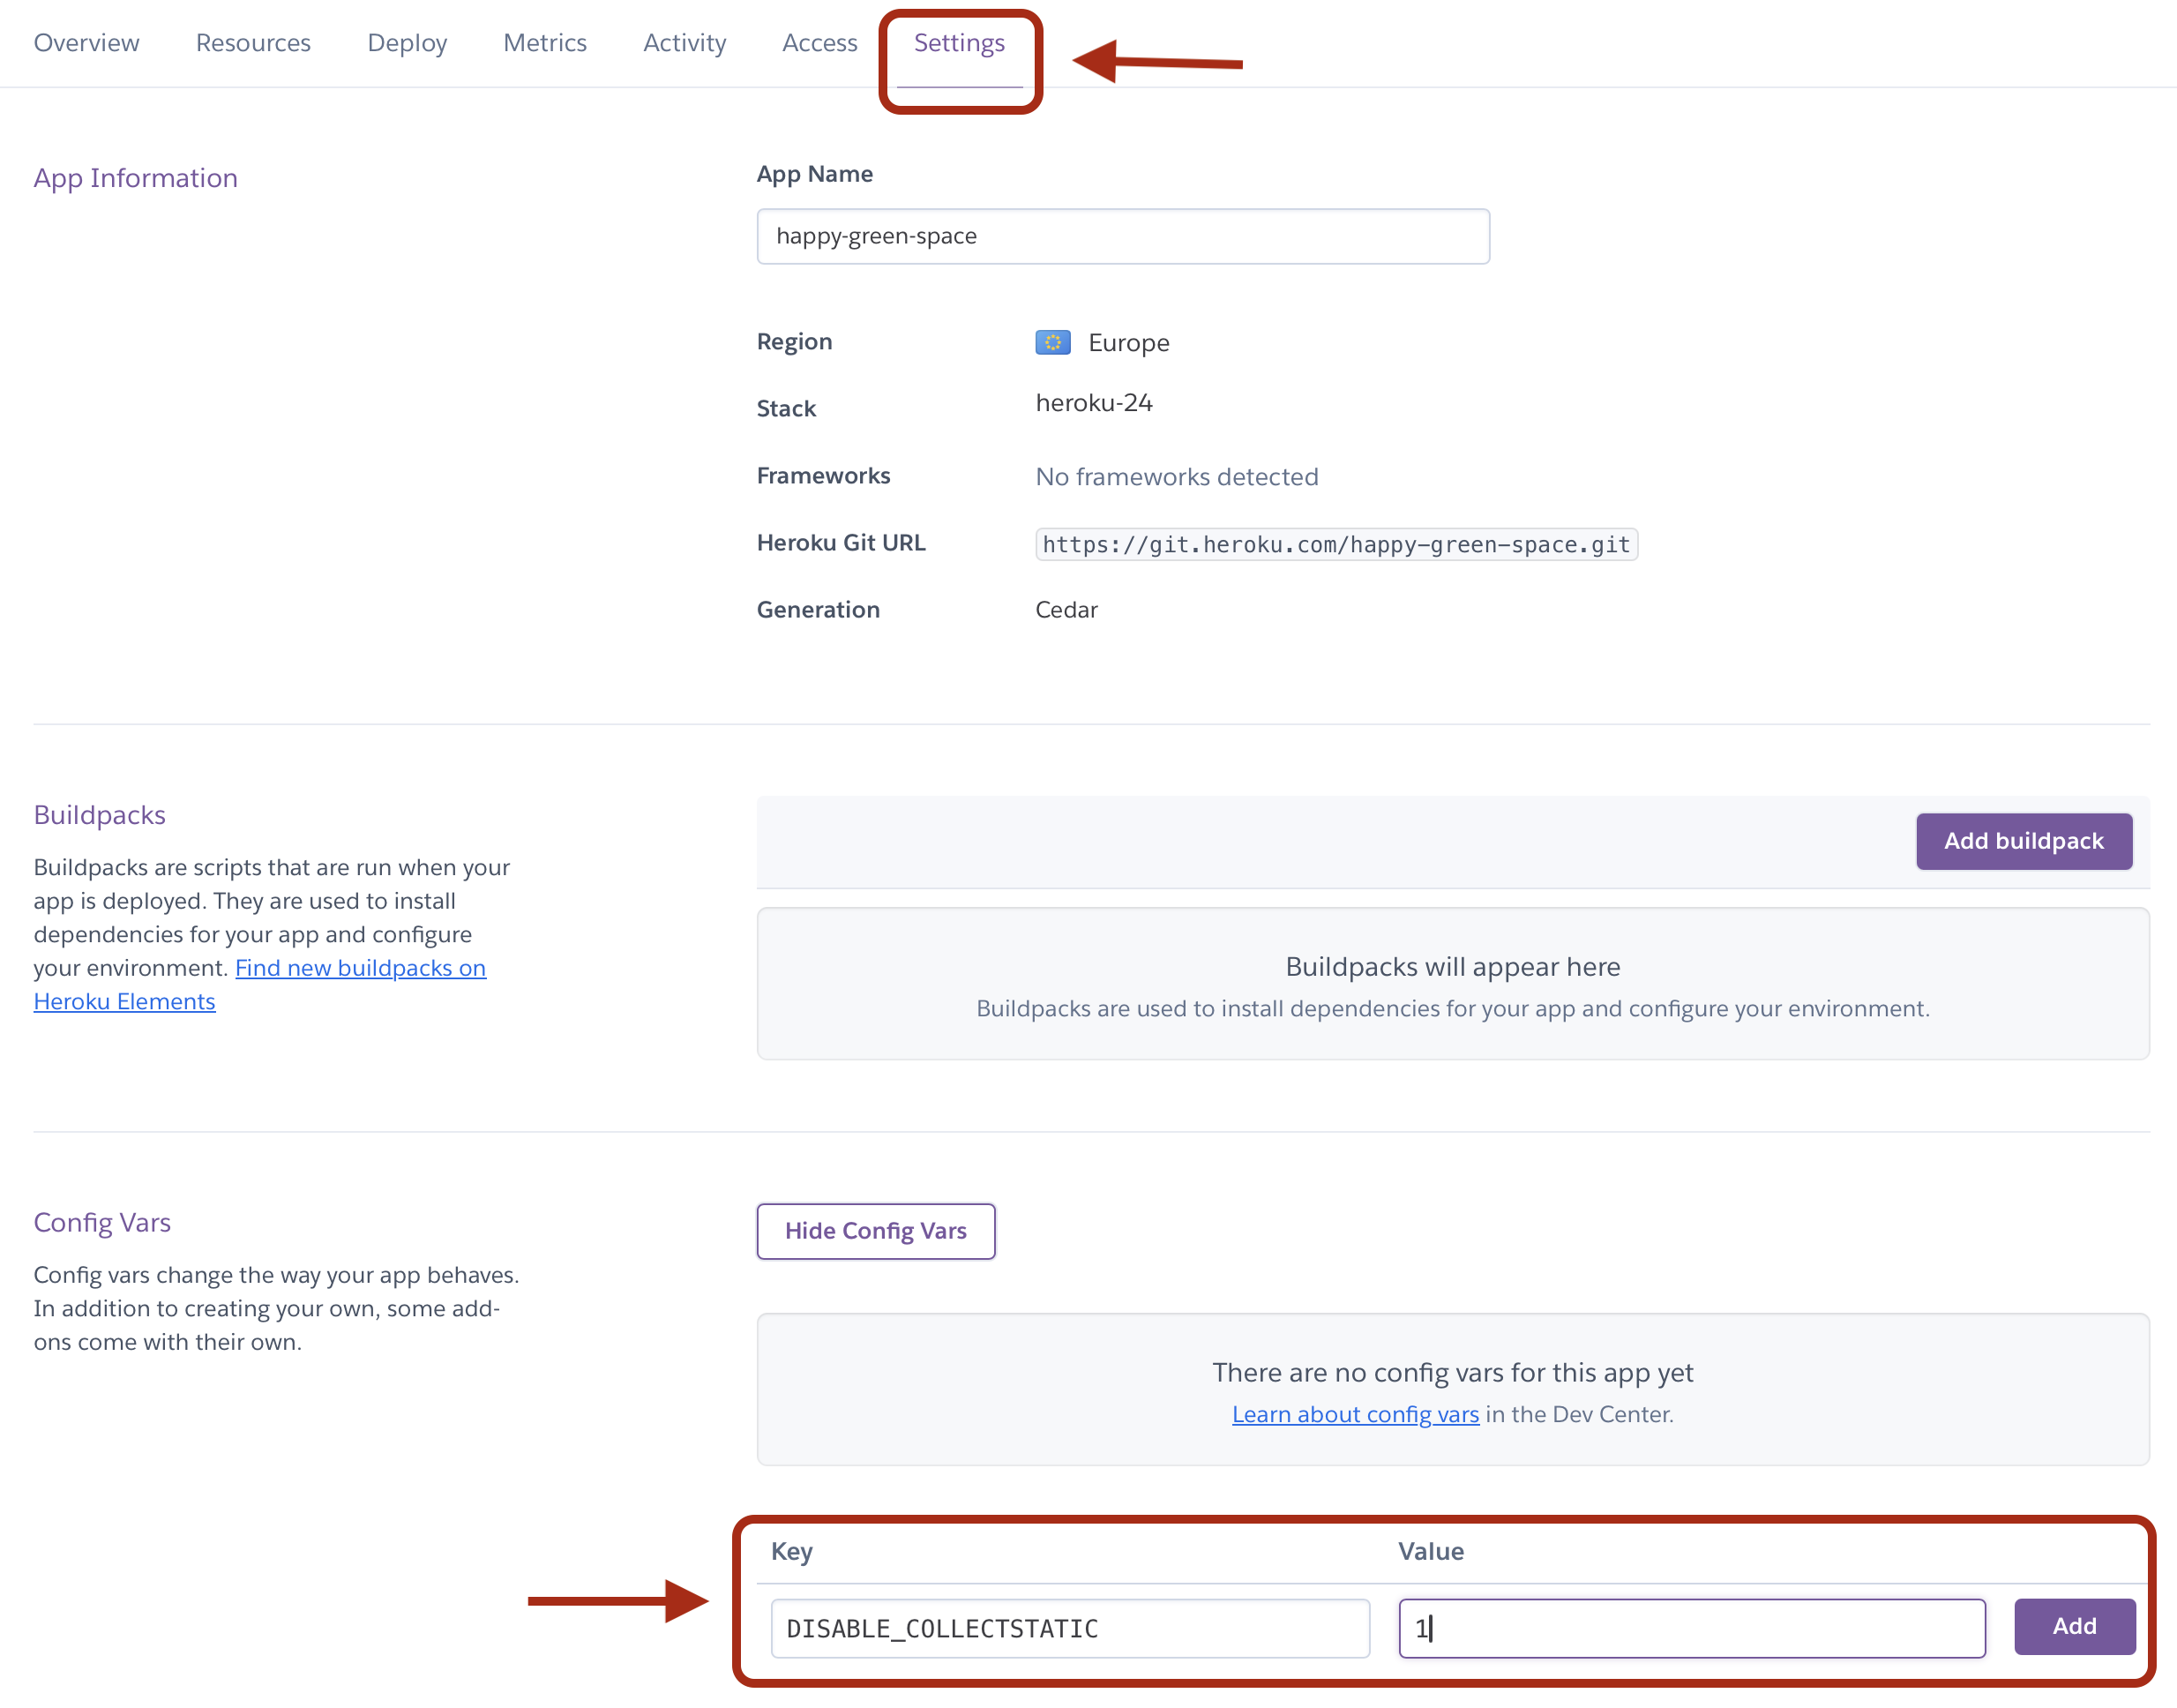 Overview Resources Deploy Metrics Activity Access Settings
App Information
App Name
happy-green-space
Region Europe
Stack heroku-24
Frameworks No frameworks detected
Heroku Git URL https://git.heroku.com/happy-green-space.git
Generation Cedar
Buildpacks
Buildpacks are scripts that are run when your
app is deployed. They are used to install
dependencies for your app and configure
your environment. Find new buildpacks on
Heroku Elements
Add buildpack
Buildpacks will appear here
Buildpacks are used to install dependencies for your app and configure your environment.
Config Vars
Config vars change the way your app behaves.
In addition to creating your own, some add-
ons come with their own.
Hide Config Vars
There are no config vars for this app yet
Learn about config vars in the Dev Center.
Key Value
DISABLE_COLLECTSTATIC 1 Add